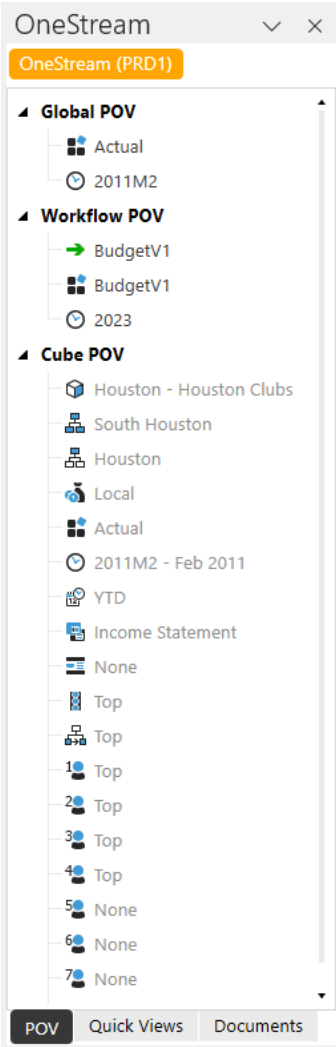 OneStream
OneStream (PRD1)
Global POV
Actual
2011M2
Workflow POV
BudgetV1
BudgetV1
2023
Cube POV
Houston - Houston Clubs
South Houston
Houston
Local
Actual
2011M2 - Feb 2011
12 YTD
Income Statement
None
Top
Top
1 Top
2 Top
3 Top
4 Top
5 None
6 None
7 None
POV Quick Views Documents